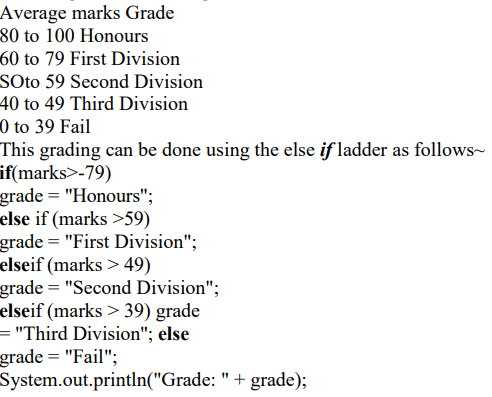 Average marks Grade
80 to 100 Honours
60 to 79 First Division
SOto 59 Second Division
40 to 49 Third Division
0 to 39 Fail
This grading can be done using the else if ladder as follows~
if(marks>-79)
grade = "Honours";
else if (marks >59)
grade = "First Division";
elseif (marks > 49)
grade = "Second Division";
elseif (marks > 39) grade
= "Third Division"; else
grade = "Fail";
System.out.println("Grade: " + grade);